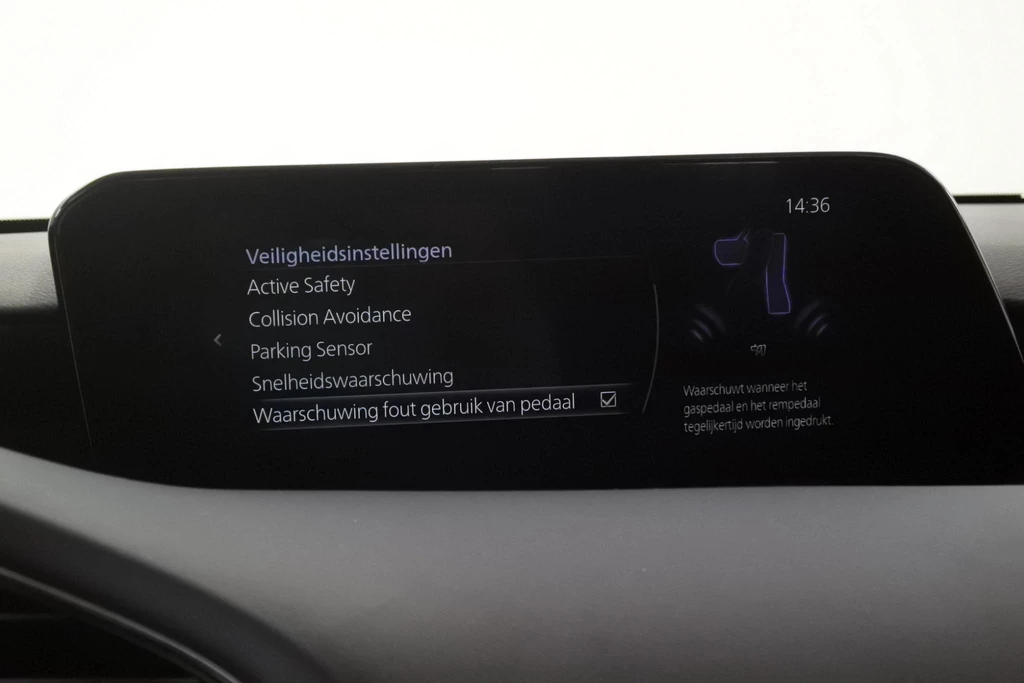 14:36
Veiligheidsinstellingen
Active Safety
Collision Avoidance
Parking Sensor
Snelheidswaarschuwing
Waarschuwing fout gebruik van pedaal
Waarschuwt wanneer het
gaspedaal en het rempedaal
tegelijkertijd worden ingedrukt.